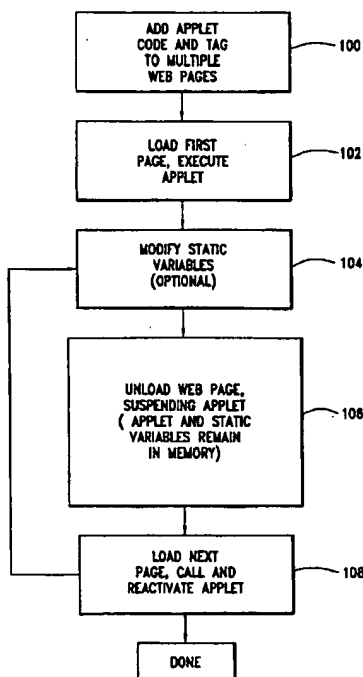 ADD APPLET
CODE AND TAG
TO MULTIPLE
WEB PAGES
100
LOAD FIRST
PAGE, EXECUTE
APPLET
102
MODIFY STATIC
VARIABLES
(OPTIONAL)
104
UNLOAD WEB PAGE,
SUSPENDING APPLET
( APPLET AND STATIC
VARIABLES REMAIN
IN MEMORY)
106
LOAD NEXT
PAGE, CALL AND
REACTIVATE APPLET
108
DONE